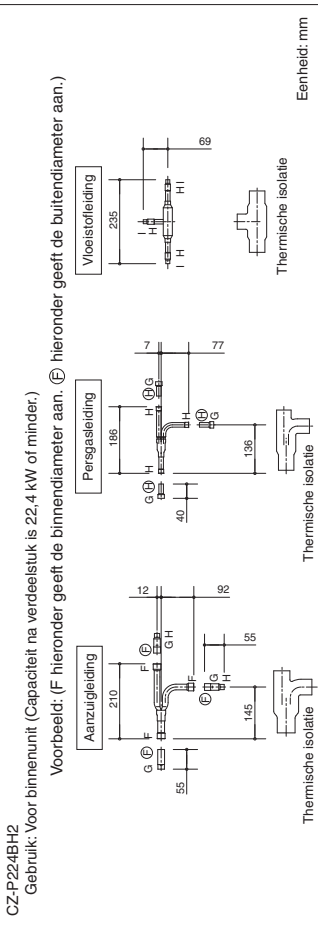 CZ-P224BH2
Gebruik: Voor binnenunit (Capaciteit na verdeelstuk is 22,4 kW of minder.)
Voorbeeld: (F hieronder geeft de binnendiameter aan. Ⓕ hieronder geeft de buitendiameter aan.)
Aanzuigleiding
210
12
F
F
Ⓕ
G H
G Ⓕ
55
F
92
Ⓕ
G
H
55
145
Thermische isolatie
Persgasleiding
186
7
H
H
Ⓗ G
G Ⓗ
40
H
77
Ⓗ
G
136
Thermische isolatie
Vloeistofleiding
235
I
H
69
I H
H I
Thermische isolatie
Eenheid: mm